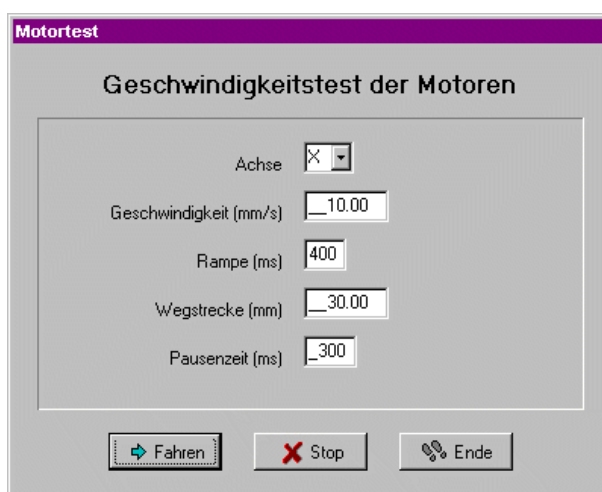 Motortest
Geschwindigkeitstest der Motoren
Achse X
Geschwindigkeit (mm/s) __10.00
Rampe (ms) 400
Wegstrecke (mm) __30.00
Pausenzeit (ms) _300
Fahren Stop Ende